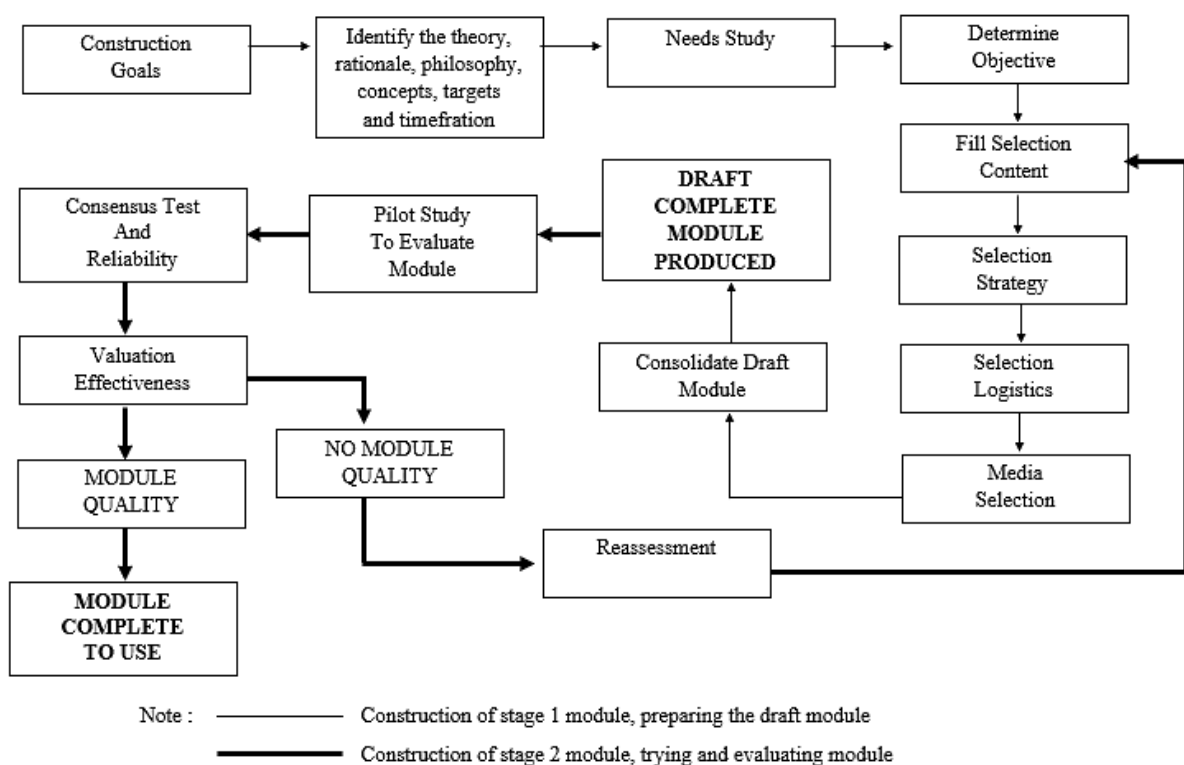 Construction
Goals
Identify the theory,
rationale, philosophy,
concepts, targets
and timefration
Needs Study
Determine
Objective
Fill Selection
Content
Selection
Strategy
Selection
Logistics
Media
Selection
Consolidate Draft
Module
DRAFT
COMPLETE
MODULE
PRODUCED
Pilot Study
To Evaluate
Module
Consensus Test
And
Reliability
Valuation
Effectiveness
NO MODULE
QUALITY
Reassessment
MODULE
QUALITY
MODULE
COMPLETE
TO USE
Note : Construction of stage 1 module, preparing the draft module
Construction of stage 2 module, trying and evaluating module